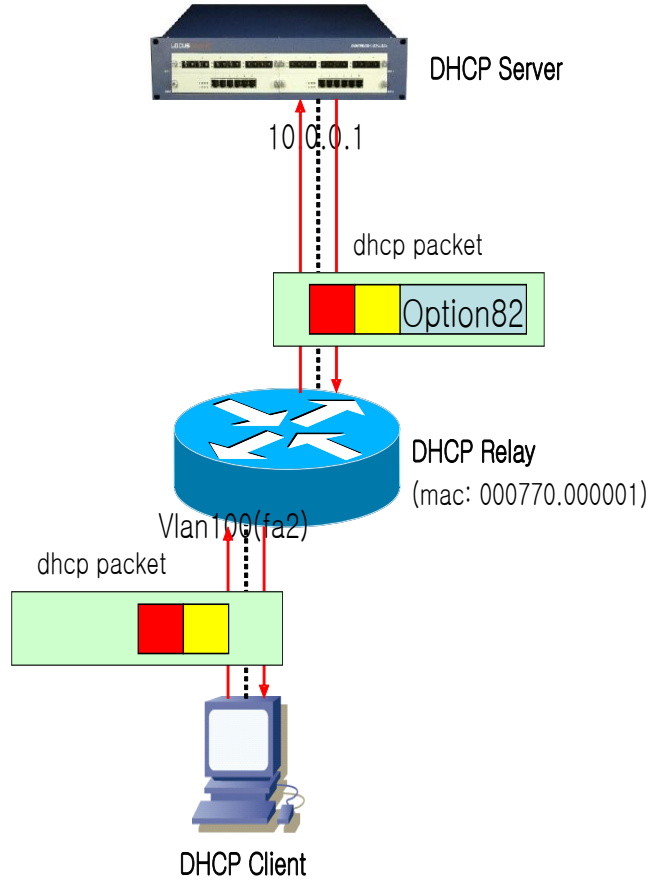 LOCUS
DHCP Server
10.0.0.1
dhcp packet
Option82
DHCP Relay
(mac: 000770.000001)
Vlan100(fa2)
dhcp packet
DHCP Client